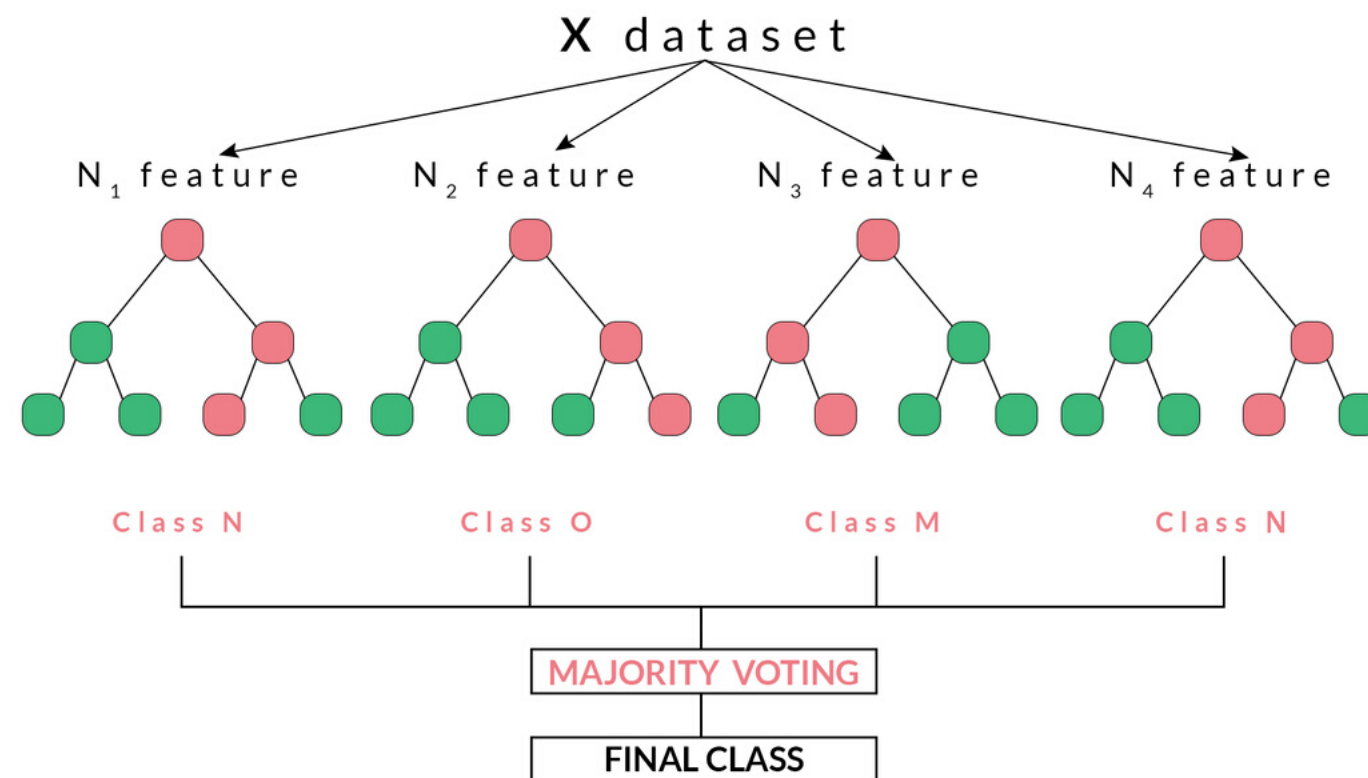 X dataset
N₁ feature
N₂ feature
N₃ feature
N₄ feature
Class N
Class O
Class M
Class N
MAJORITY VOTING
FINAL CLASS